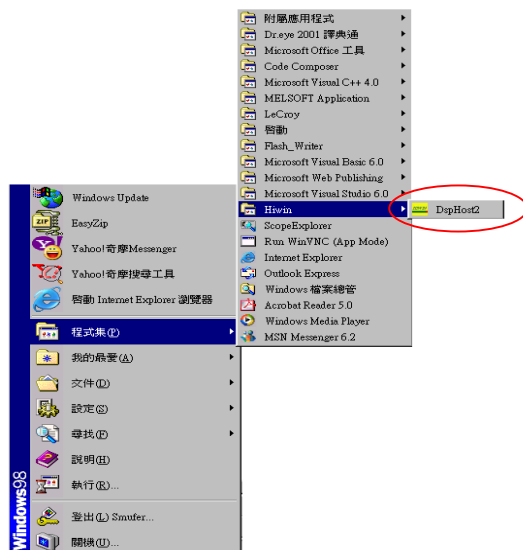 附屬應用程式
Dr.eye 2001 譯典通
Microsoft Office 工具
Code Composer
Microsoft Visual C++ 4.0
MELSOFT Application
LeCroy
啟動
Flash_Writer
Microsoft Visual Basic 6.0
Microsoft Web Publishing
Microsoft Visual Studio 6.0
Hiwin
DspHost2
ScopeExplorer
Run WinVNC (App Mode)
Internet Explorer
Outlook Express
Windows 檔案總管
Acrobat Reader 5.0
Windows Media Player
MSN Messenger 6.2
Windows Update
EasyZip
Yahoo!奇摩Messenger
Yahoo!奇摩搜尋工具
啟動 Internet Explorer 瀏覽器
程式集(P)
我的最愛(A)
文件(D)
設定(S)
尋找(F)
說明(H)
執行(R)...
登出(L) Smufer...
關機(U)...
Windows98